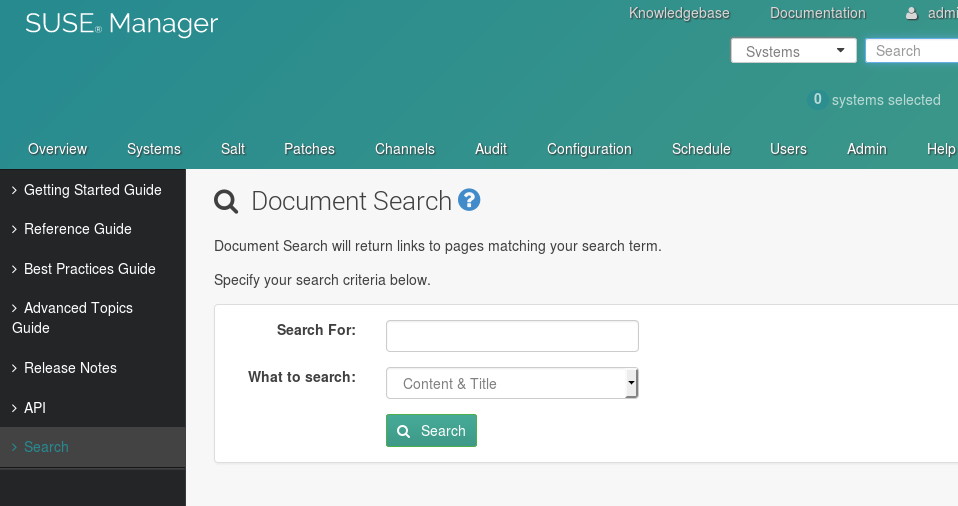 SUSE® Manager
Knowledgebase Documentation admi
Systems Search
0 systems selected
Overview Systems Salt Patches Channels Audit Configuration Schedule Users Admin Help
Getting Started Guide
Reference Guide
Best Practices Guide
Advanced Topics
Guide
Release Notes
API
Search
Document Search ?
Document Search will return links to pages matching your search term.
Specify your search criteria below.
Search For:
What to search: Content & Title
Search